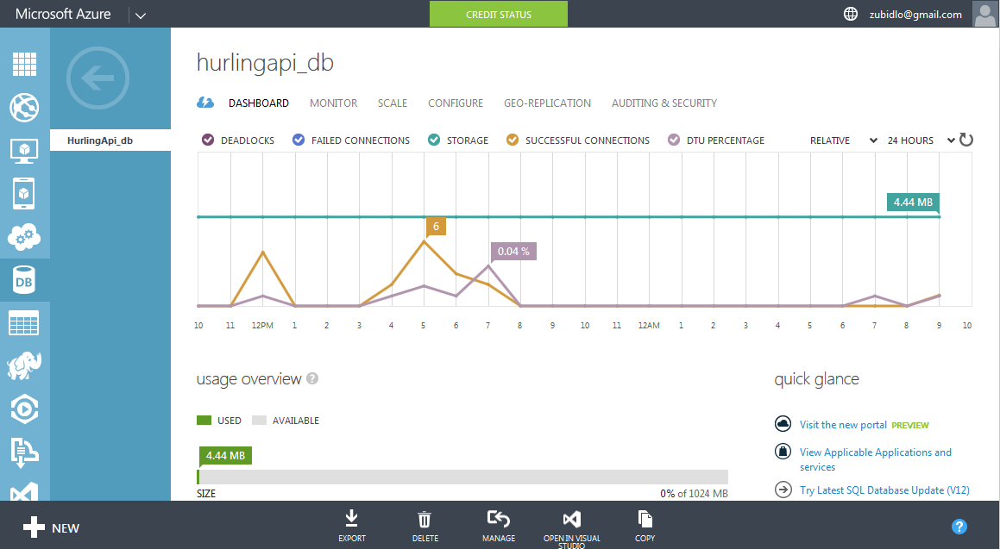 Microsoft Azure
CREDIT STATUS
zubidlo@gmail.com
HurlingApi_db
DB
hurlingapi_db
DASHBOARD MONITOR SCALE CONFIGURE GEO-REPLICATION AUDITING & SECURITY
DEADLOCKS FAILED CONNECTIONS STORAGE SUCCESSFUL CONNECTIONS DTU PERCENTAGE RELATIVE 24 HOURS
4.44 MB
6
0.04 %
10 11 12PM 1 2 3 4 5 6 7 8 9 10 11 12AM 1 2 3 4 5 6 7 8 9 10
usage overview ?
USED AVAILABLE
4.44 MB
SIZE 0% of 1024 MB
quick glance
Visit the new portal PREVIEW
View Applicable Applications and
services
Try Latest SQL Database Update (V12)
NEW
EXPORT
DELETE
MANAGE
OPEN IN VISUAL
STUDIO
COPY
?